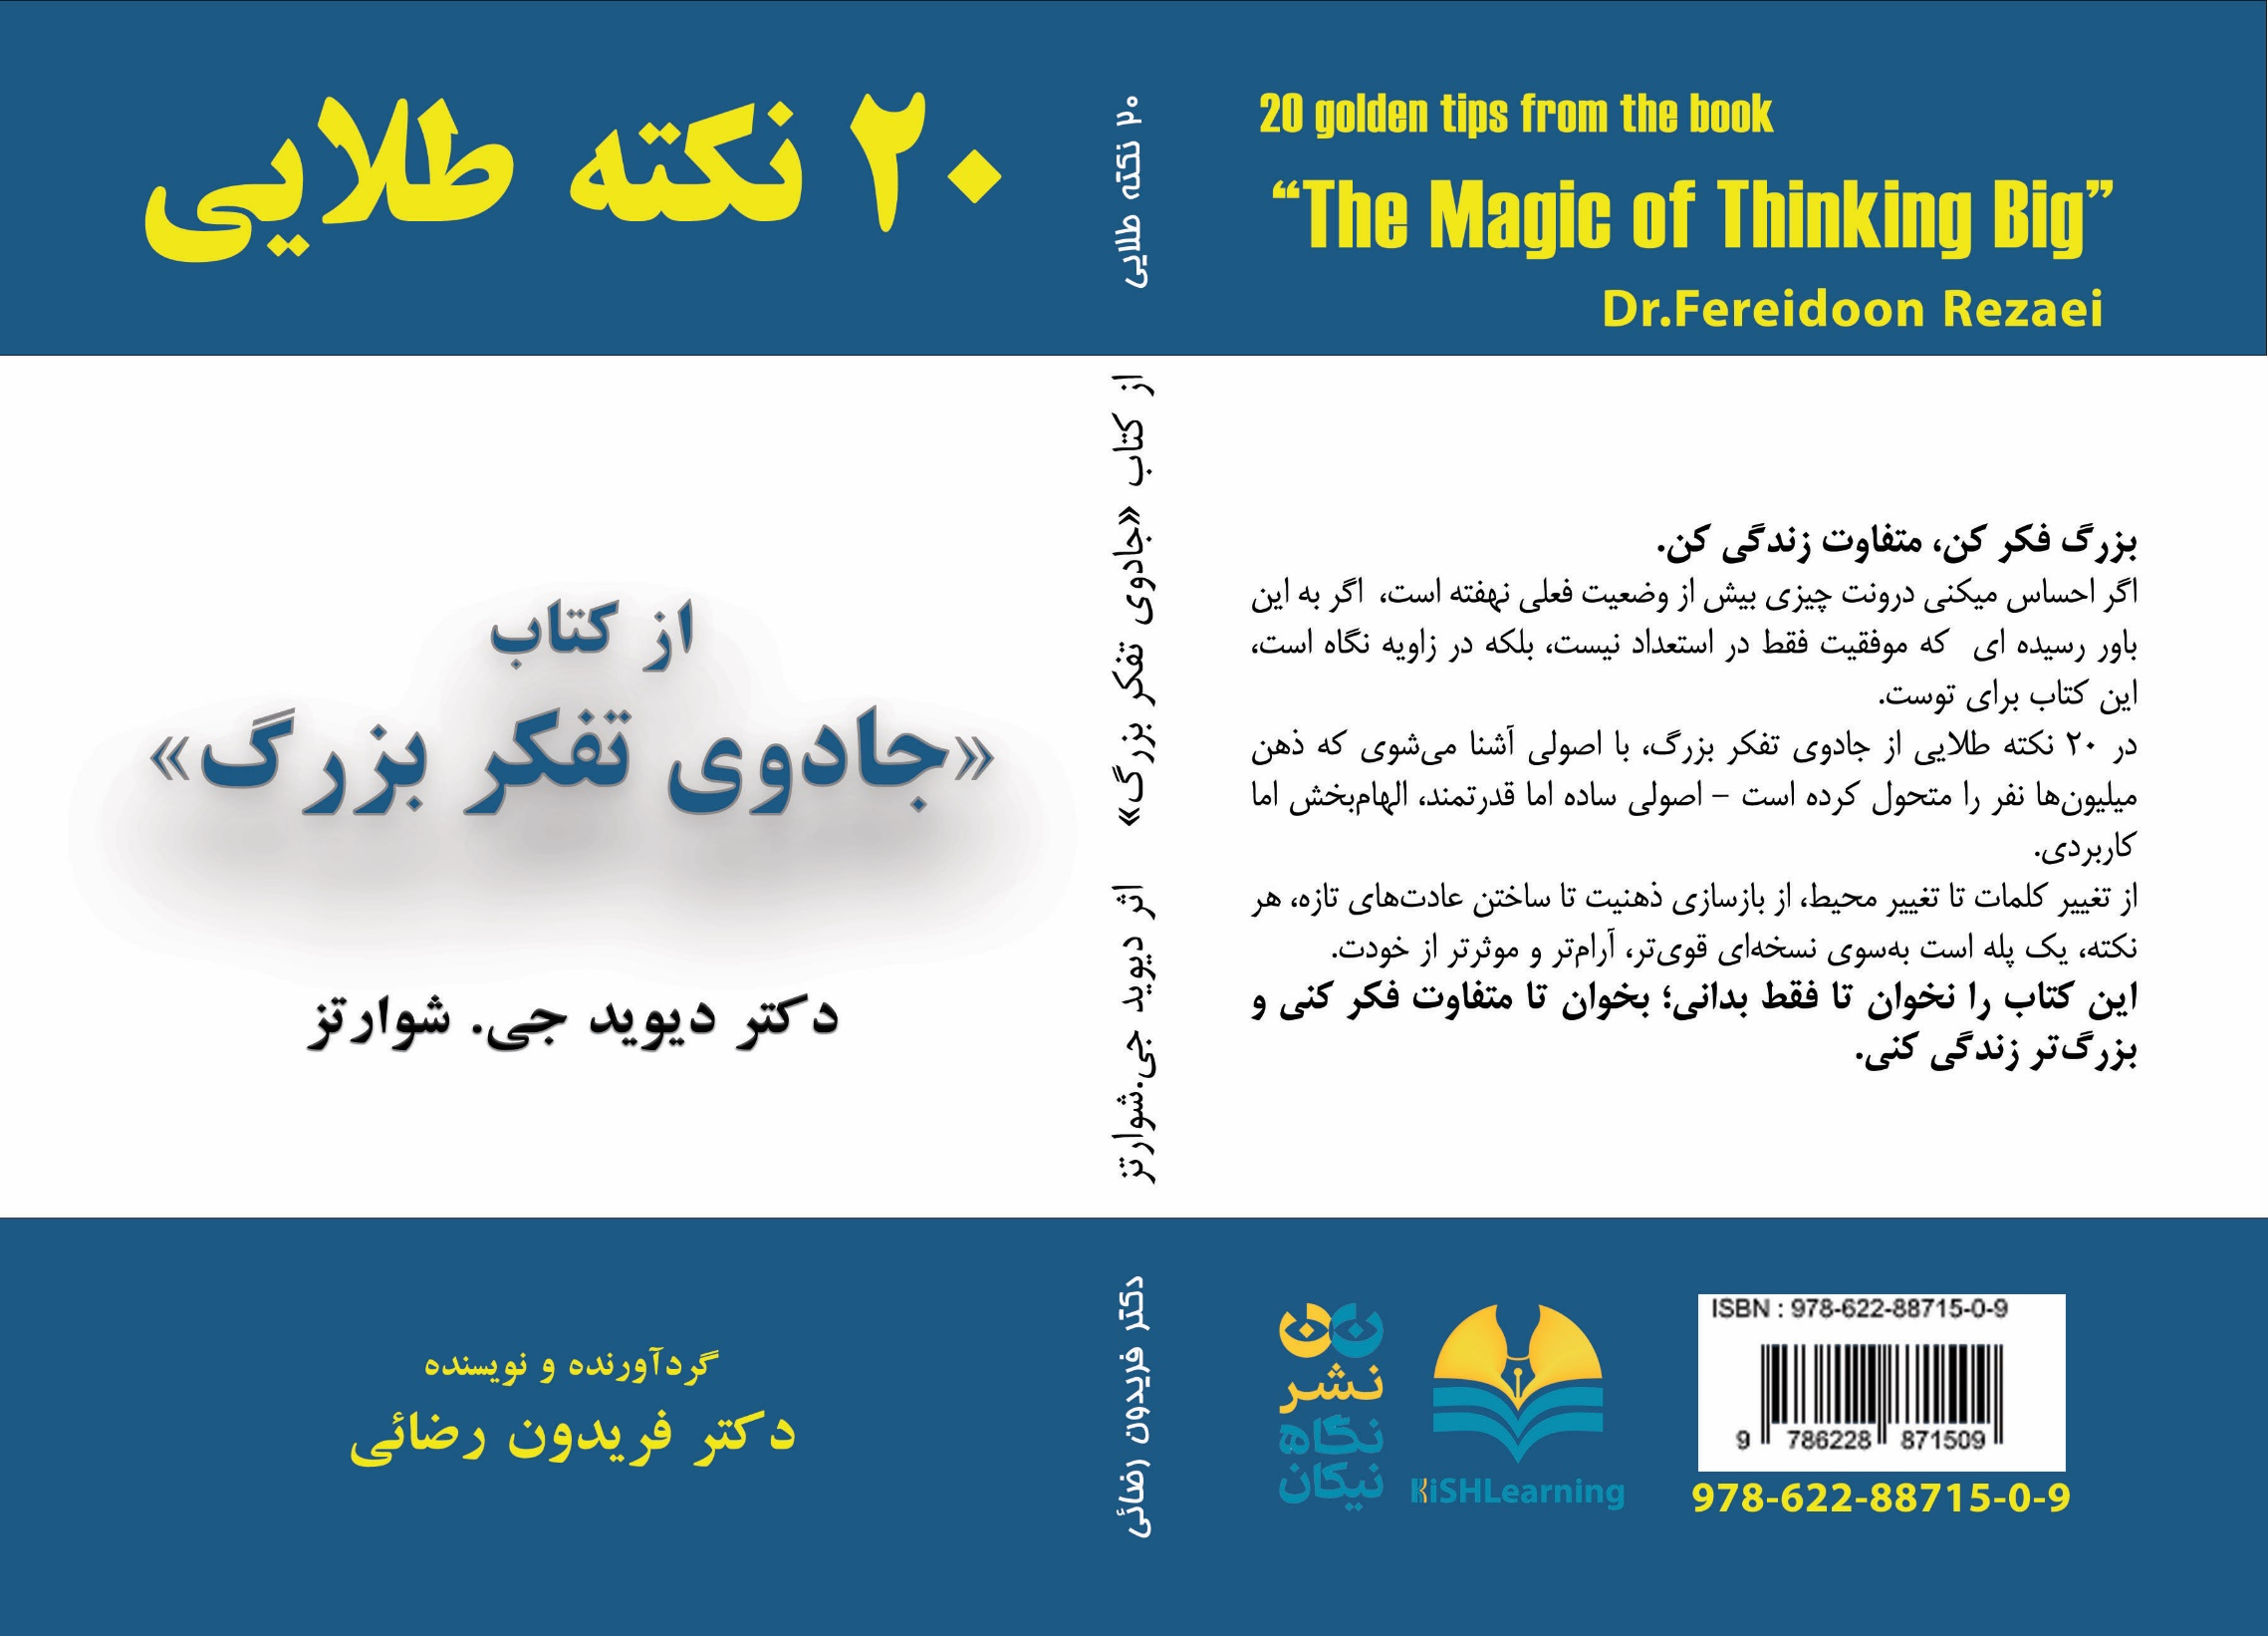 ۲۰ نکته طلایی
از کتاب
«جادوی تفکر بزرگ»
دکتر دیوید جی. شوارتز
گردآورنده و نویسنده
دکتر فریدون رضائی
۲۰ نکته طلایی
از کتاب «جادوی تفکر بزرگ» اثر دیوید جی.شوارتز
دکتر فریدون رضائی
20 golden tips from the book
“The Magic of Thinking Big”
Dr.Fereidoon Rezaei
بزرگ فکر کن، متفاوت زندگی کن.
اگر احساس میکنی درونت چیزی بیش از وضعیت فعلی نهفته است، اگر به این
باور رسیده ای که موفقیت فقط در استعداد نیست، بلکه در زاویه نگاه است،
این کتاب برای توست.
در ۲۰ نکته طلایی از جادوی تفکر بزرگ، با اصولی آشنا می‌شوی که ذهن
میلیون‌ها نفر را متحول کرده است – اصولی ساده اما قدرتمند، الهام‌بخش اما
کاربردی.
از تغییر کلمات تا تغییر محیط، از بازسازی ذهنیت تا ساختن عادت‌های تازه، هر
نکته، یک پله است به‌سوی نسخه‌ای قوی‌تر، آرام‌تر و موثرتر از خودت.
این کتاب را نخوان تا فقط بدانی؛ بخوان تا متفاوت فکر کنی و
بزرگ‌تر زندگی کنی.
نشر
نگاه
نیکان
KiSHLearning
ISBN : 978-622-88715-0-9
9 786228 871509
978-622-88715-0-9